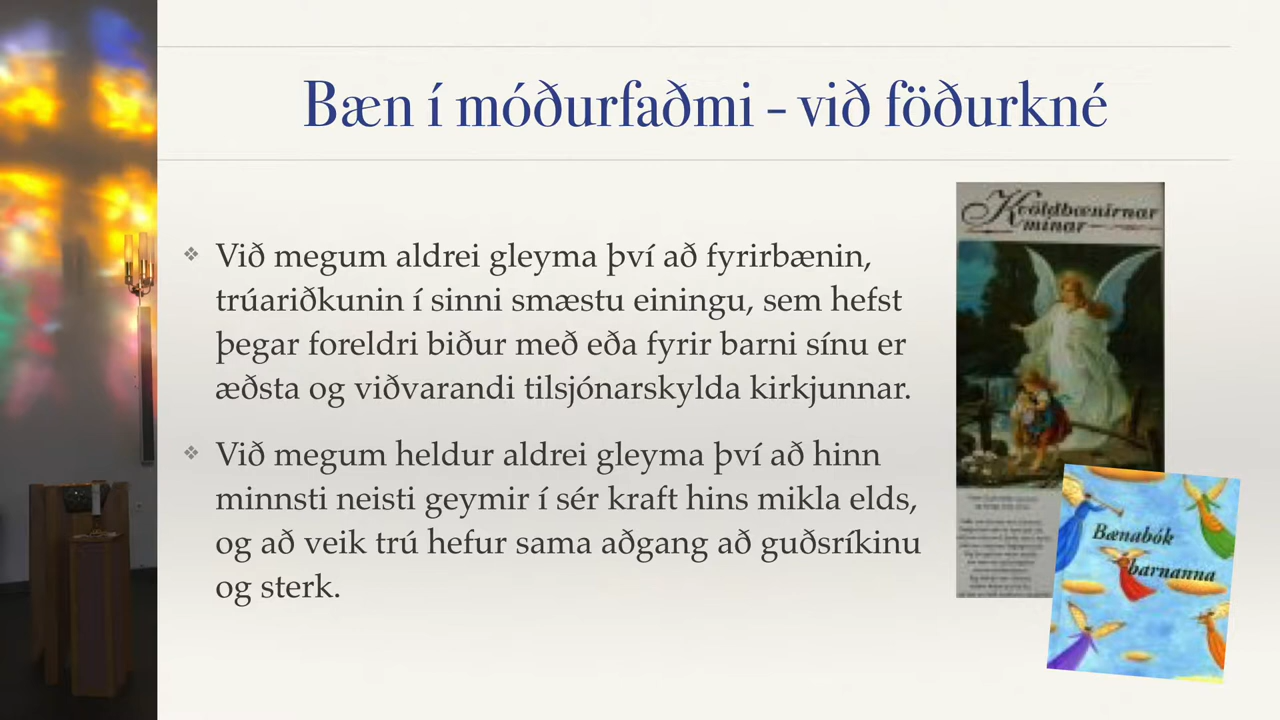 Bæn í móðurfaðmi - við föðurkné
Við megum aldrei gleyma því að fyrirbænin,
trúariðkunin í sinni smæstu einingu, sem hefst
þegar foreldri biður með eða fyrir barni sínu er
æðsta og viðvarandi tilsjónarskylda kirkjunnar.
Við megum heldur aldrei gleyma því að hinn
minnsti neisti geymir í sér kraft hins mikla elds,
og að veik trú hefur sama aðgang að guðsríkinu
og sterk.
Kvöldbænirnar
mínar
Bænabók
barnanna